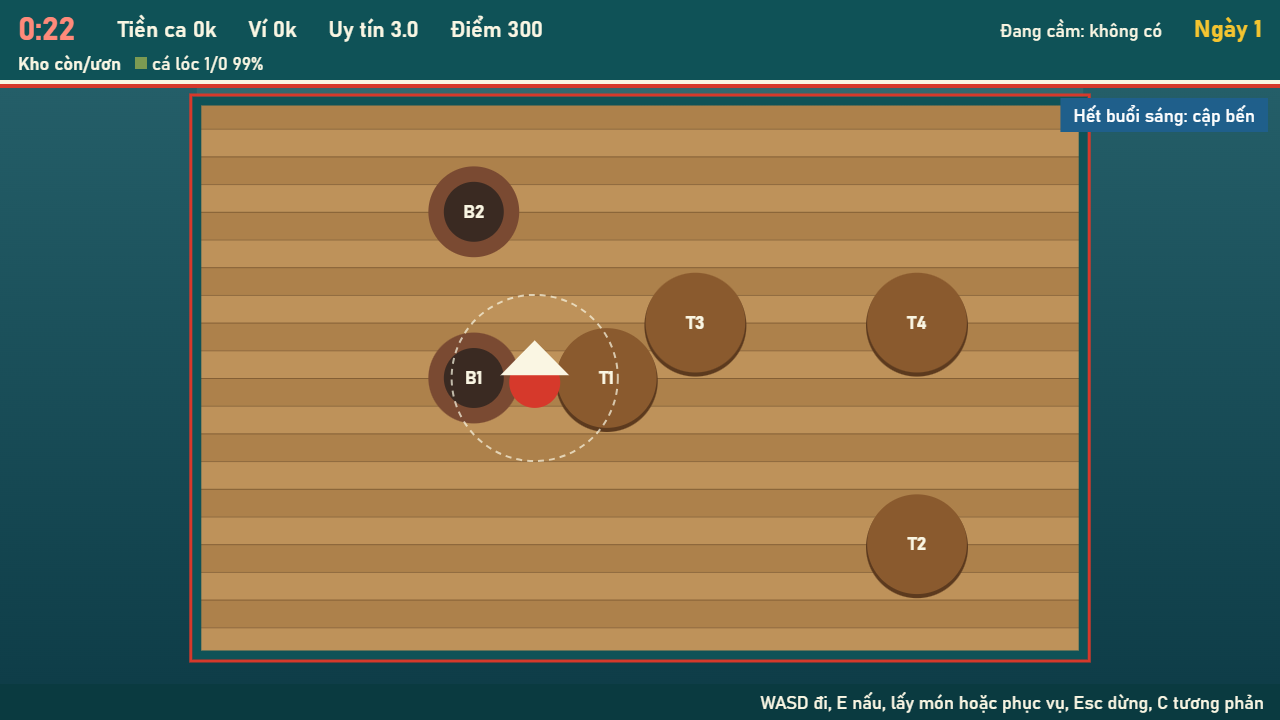 0:22 Tiền ca 0k Ví 0k Uy tín 3.0 Điểm 300 Đang cầm: không có Ngày 1
Kho còn/ươn cá lóc 1/0 99%
Hết buổi sáng: cập bến
B2
T3 T4
B1 T1
T2
WASD đi, E nấu, lấy món hoặc phục vụ, Esc dừng, C tương phản